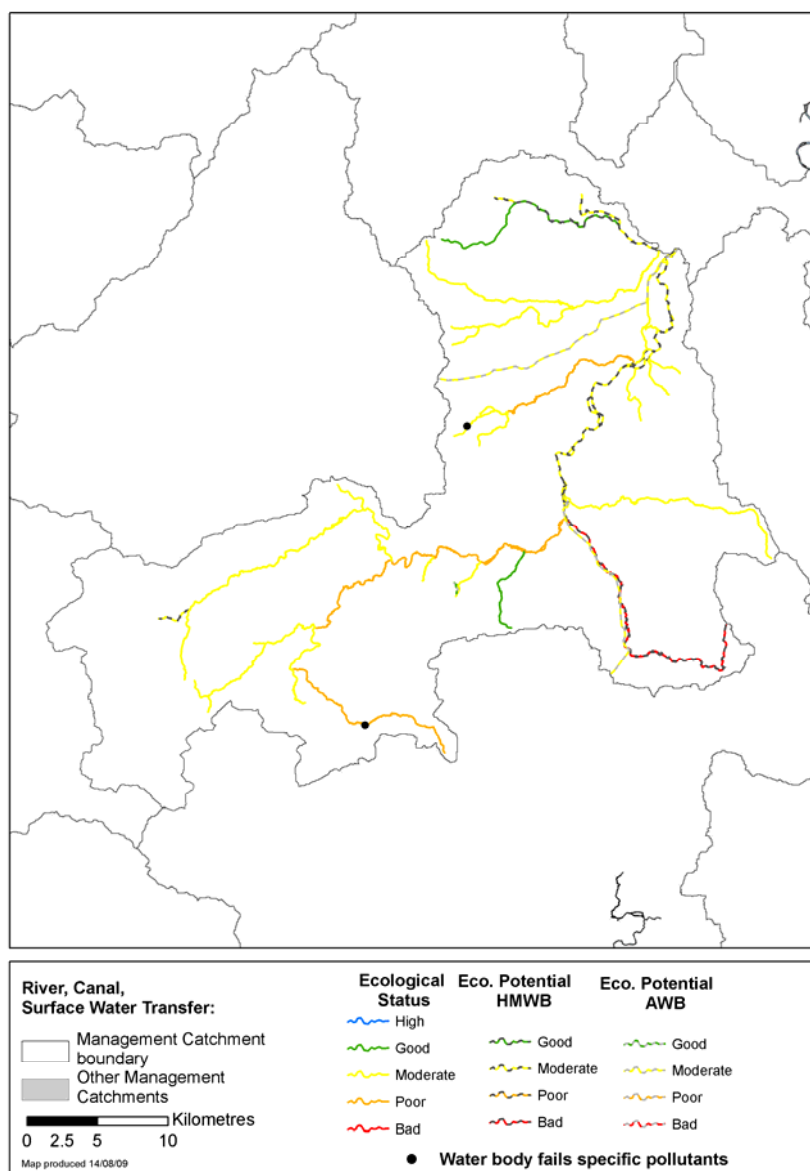 River, Canal,
Surface Water Transfer:
Management Catchment
boundary
Other Management
Catchments
Kilometres
0 2.5 5 10
Map produced 14/08/09
Ecological
Status
High
Good
Moderate
Poor
Bad
Eco. Potential
HMWB
Good
Moderate
Poor
Bad
Eco. Potential
AWB
Good
Moderate
Poor
Bad
Water body fails specific pollutants